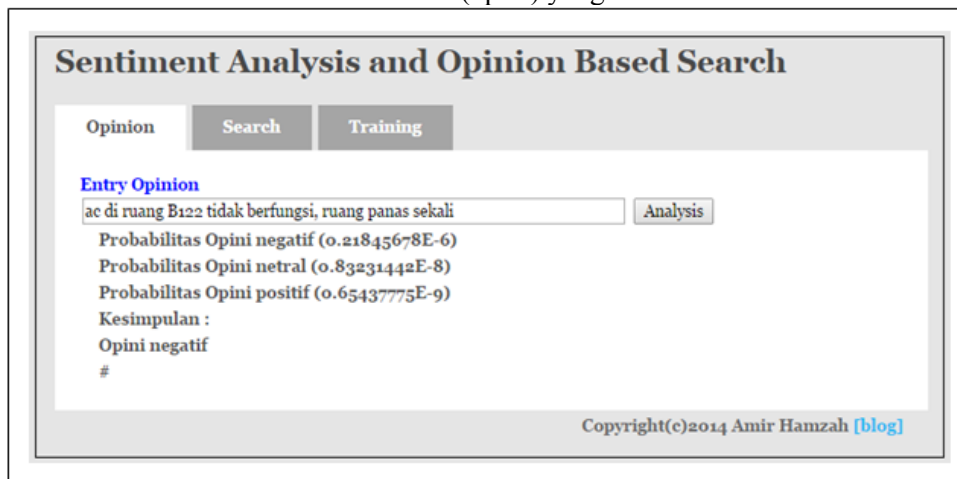 (opini) yang
Sentiment Analysis and Opinion Based Search
Opinion Search Training
Entry Opinion
ac di ruang B122 tidak berfungsi, ruang panas sekali Analysis
Probabilitas Opini negatif (0.21845678E-6)
Probabilitas Opini netral (0.83231442E-8)
Probabilitas Opini positif (0.65437775E-9)
Kesimpulan :
Opini negatif
#
Copyright(c)2014 Amir Hamzah [blog]